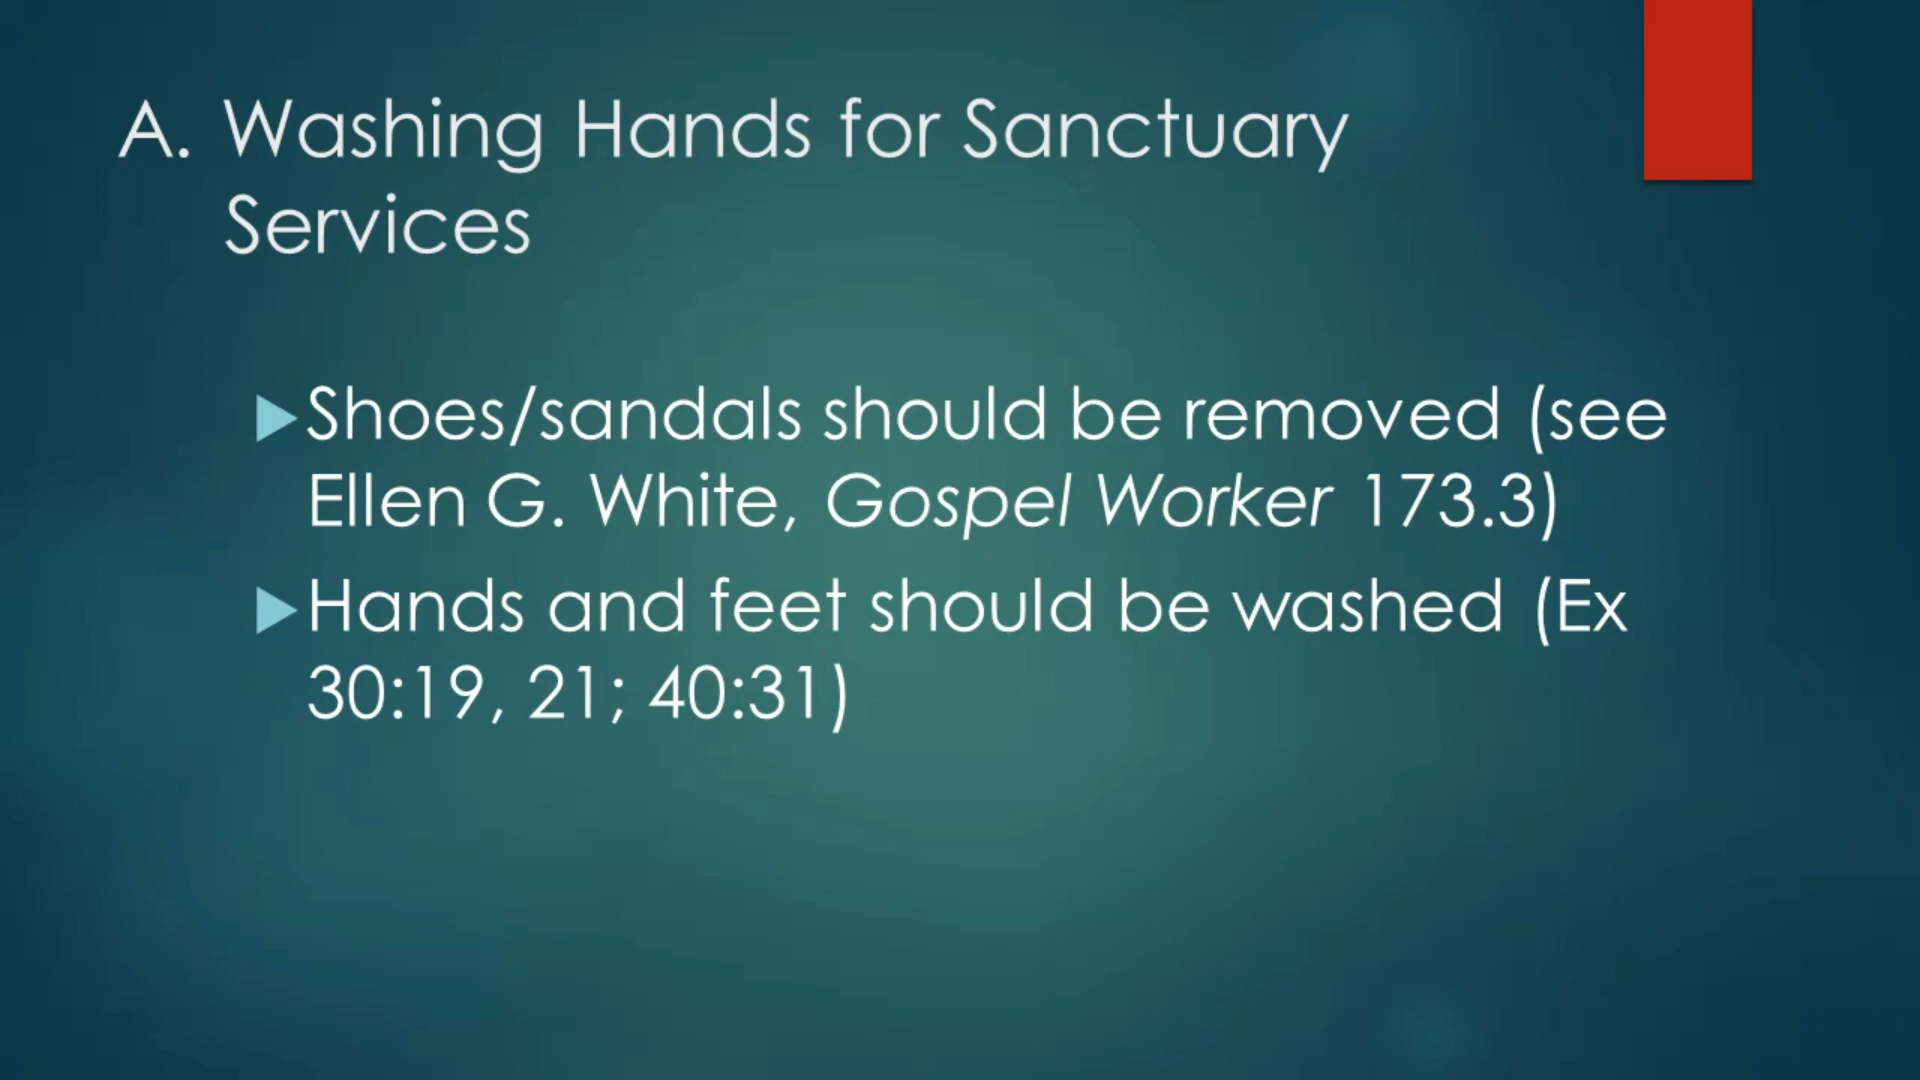 A. Washing Hands for Sanctuary
Services
Shoes/sandals should be removed (see
Ellen G. White, Gospel Worker 173.3)
Hands and feet should be washed (Ex
30:19, 21; 40:31)